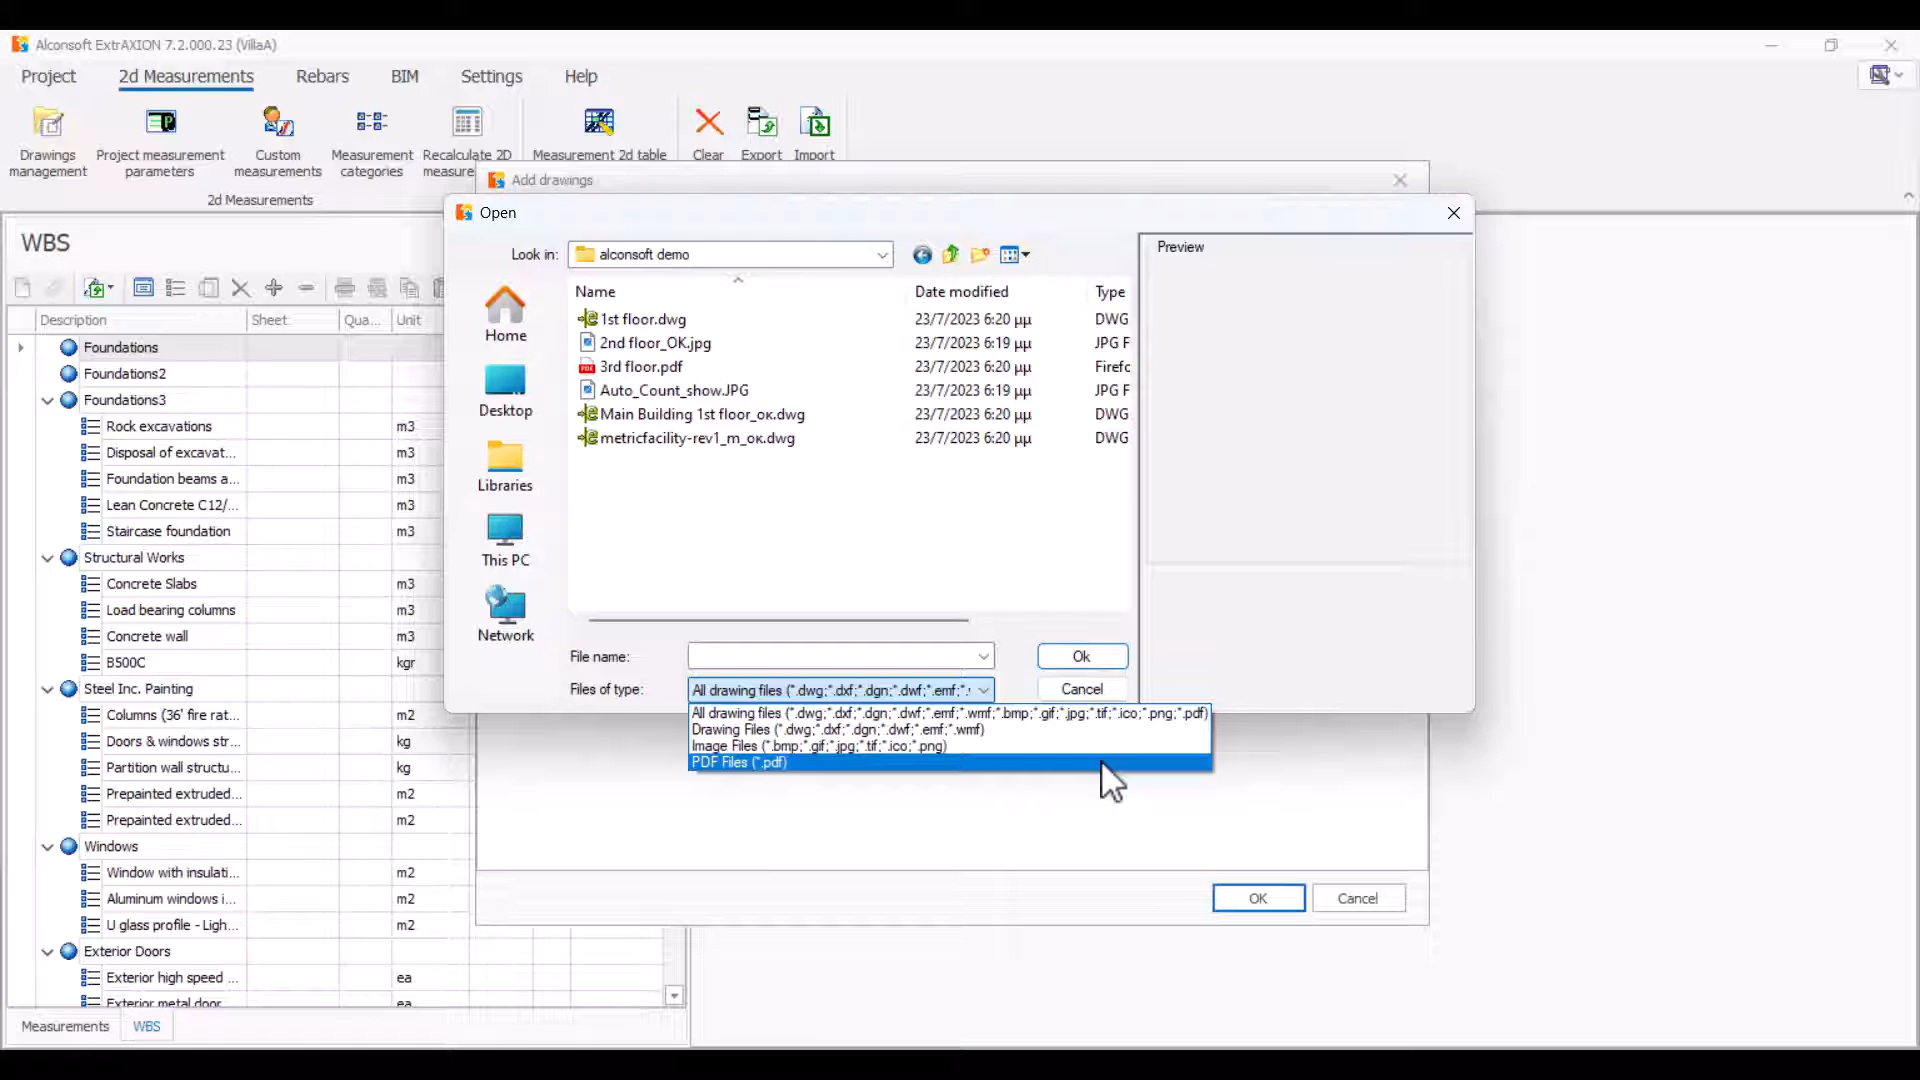 Alconsoft ExtrAXION 7.2.000.23 (VillaA)
Project 2d Measurements Rebars BIM Settings Help
Drawings management
Project measurement parameters
Custom measurements
Measurement categories
Recalculate 2D measure
Measurement 2d table
Clear
Export
Import
2d Measurements
Add drawings
Open
WBS
Description Sheet Qua... Unit
Foundations
Foundations2
Foundations3
Rock excavations m3
Disposal of excavat... m3
Foundation beams a... m3
Lean Concrete C12/... m3
Staircase foundation m3
Structural Works
Concrete Slabs m3
Load bearing columns m3
Concrete wall m3
B500C kgr
Steel Inc. Painting
Columns (36' fire rat... m2
Doors & windows str... kg
Partition wall structu... kg
Prepainted extruded... m2
Prepainted extruded... m2
Windows
Window with insulati... m2
Aluminum windows i... m2
U glass profile - Ligh... m2
Exterior Doors
Exterior high speed ... ea
Exterior metal door ea
Measurements WBS
Look in: alconsoft demo
Home
Desktop
Libraries
This PC
Network
Name Date modified Type
1st floor.dwg 23/7/2023 6:20 μμ DWG
2nd floor_OK.jpg 23/7/2023 6:19 μμ JPG F
PDF 3rd floor.pdf 23/7/2023 6:20 μμ Firefc
Auto_Count_show.JPG 23/7/2023 6:19 μμ JPG F
Main Building 1st floor_οκ.dwg 23/7/2023 6:20 μμ DWG
metricfacility-rev1_m_οκ.dwg 23/7/2023 6:20 μμ DWG
Preview
File name: Ok
Files of type: All drawing files (*.dwg;*.dxf;*.dgn;*.dwf;*.emf;*.\ Cancel
All drawing files (*.dwg;*.dxf;*.dgn;*.dwf;*.emf;*.wmf;*.bmp;*.gif;*.jpg;*.tif;*.ico;*.png;*.pdf)
Drawing Files (*.dwg;*.dxf;*.dgn;*.dwf;*.emf;*.wmf)
Image Files (*.bmp;*.gif;*.jpg;*.tif;*.ico;*.png)
PDF Files (*.pdf)
OK Cancel